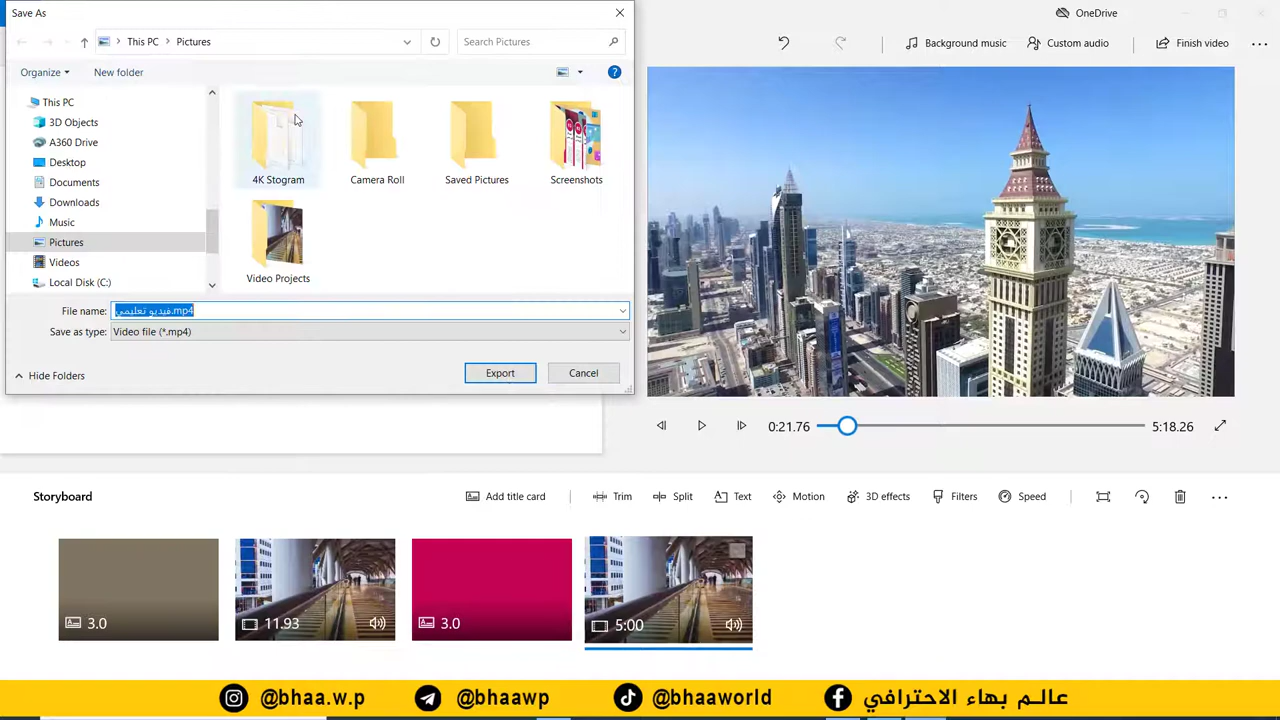 Save As
OneDrive
This PC
Pictures
Search Pictures
Background music
Custom audio
Finish video
Organize
New folder
This PC
3D Objects
A360 Drive
Desktop
Documents
Downloads
Music
Pictures
Videos
Local Disk (C:)
4K Stogram
Camera Roll
Saved Pictures
Screenshots
Video Projects
File name:
فيديو تعليمي.mp4
Save as type:
Video file (*.mp4)
Hide Folders
Export
Cancel
0:21.76
5:18.26
Storyboard
Add title card
Trim
Split
Text
Motion
3D effects
Filters
Speed
3.0
11.93
3.0
5:00
@bhaa.w.p
@bhaawp
@bhaaworld
عالم بهاء الاحترافي